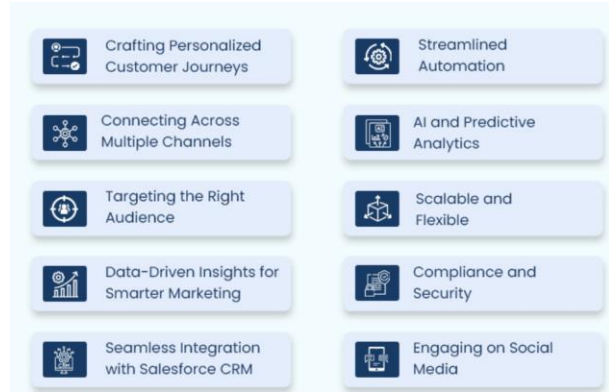 Crafting Personalized
Customer Journeys
Streamlined
Automation
Connecting Across
Multiple Channels
AI and Predictive
Analytics
Targeting the Right
Audience
Scalable and
Flexible
Data-Driven Insights for
Smarter Marketing
Compliance and
Security
Seamless Integration
with Salesforce CRM
Engaging on Social
Media